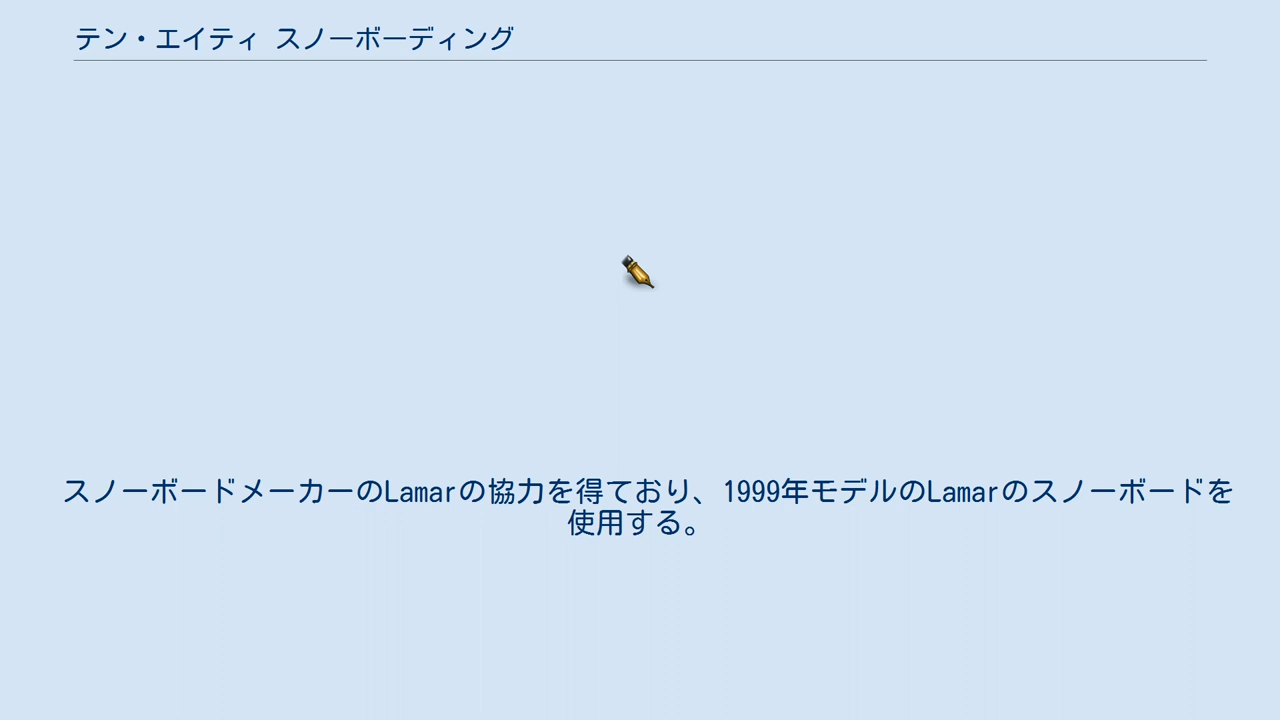 テン・エイティ スノーボーディング
スノーボードメーカーのLamarの協力を得ており、1999年モデルのLamarのスノーボードを
使用する。